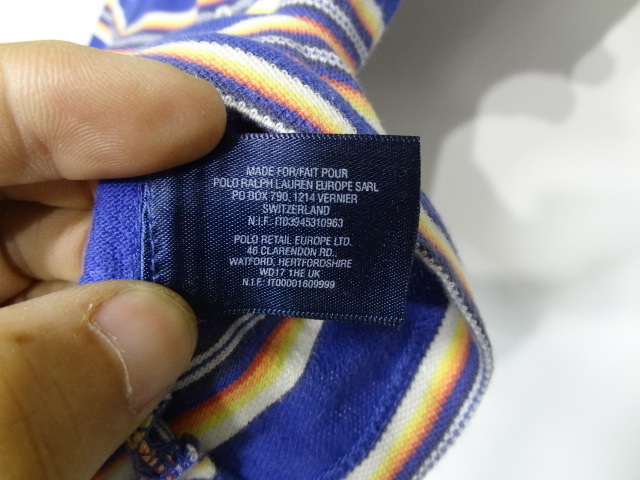 MADE FOR/FAIT POUR
POLO RALPH LAUREN EUROPE SARL
PO BOX 790, 1214 VERNIER
SWITZERLAND
N.I.F.: IT03945310963
POLO RETAIL EUROPE LTD.
46 CLARENDON RD.,
WATFORD, HERTFORDSHIRE
WD17 1HE UK
N.I.F.: IT00001609999